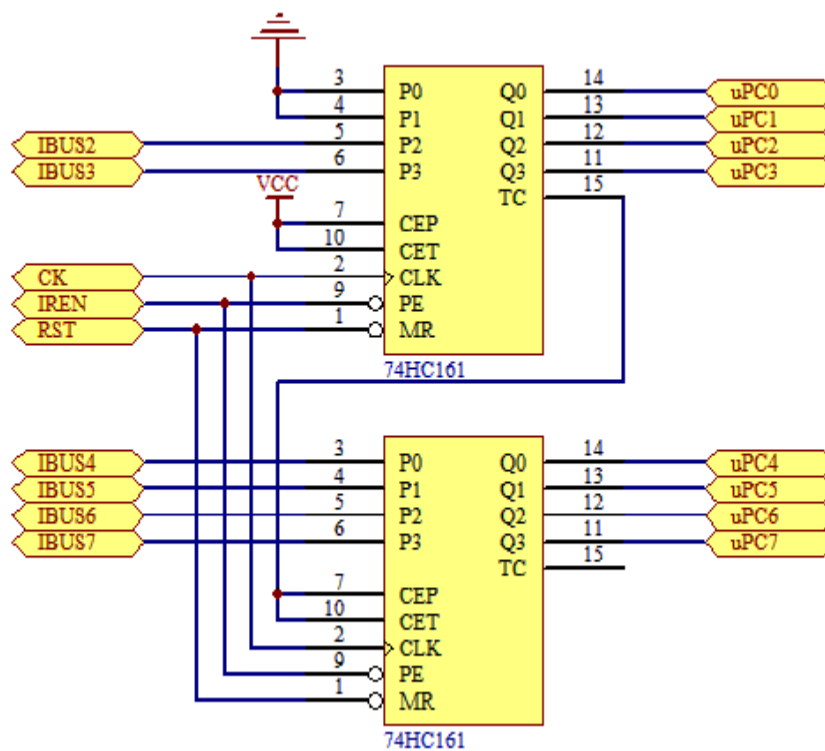 3 P0 Q0 14 uPC0
4 P1 Q1 13 uPC1
IBUS2 5 P2 Q2 12 uPC2
IBUS3 6 P3 Q3 11 uPC3
VCC TC 15
7 CEP
10 CET
CK 2 CLK
IREN 9 PE
RST 1 MR
74HC161
IBUS4 3 P0 Q0 14 uPC4
IBUS5 4 P1 Q1 13 uPC5
IBUS6 5 P2 Q2 12 uPC6
IBUS7 6 P3 Q3 11 uPC7
TC 15
7 CEP
10 CET
2 CLK
9 PE
1 MR
74HC161